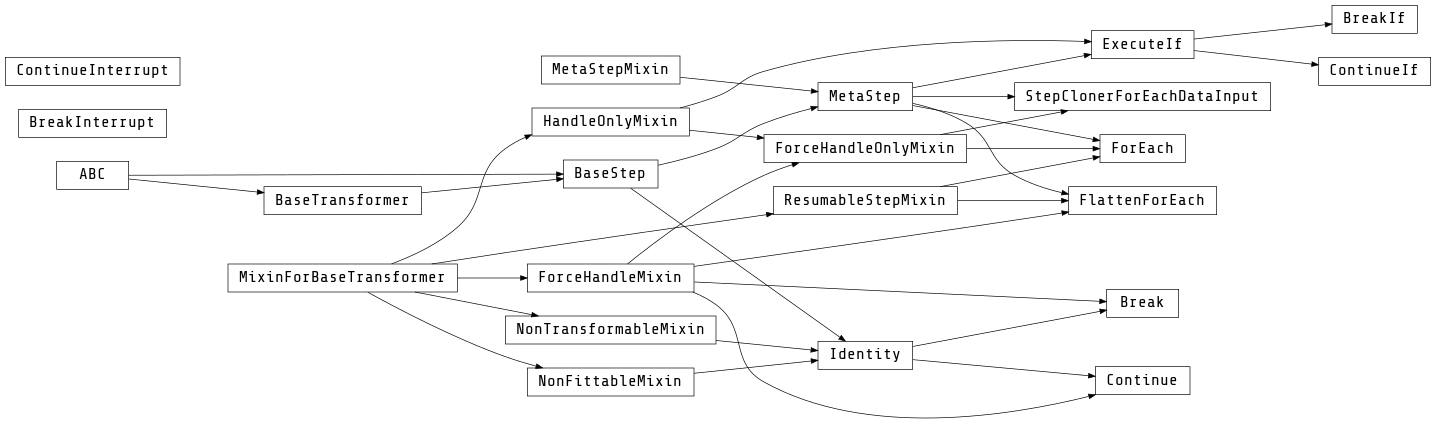 BreakIf
ExecuteIf
ContinueInterrupt
MetaStepMixin
ContinueIf
MetaStep
StepClonerForEachDataInput
BreakInterrupt
HandleOnlyMixin
ForceHandleOnlyMixin
ForEach
ABC
BaseStep
BaseTransformer
ResumableStepMixin
FlattenForEach
MixinForBaseTransformer
ForceHandleMixin
Break
NonTransformableMixin
Identity
NonFittableMixin
Continue